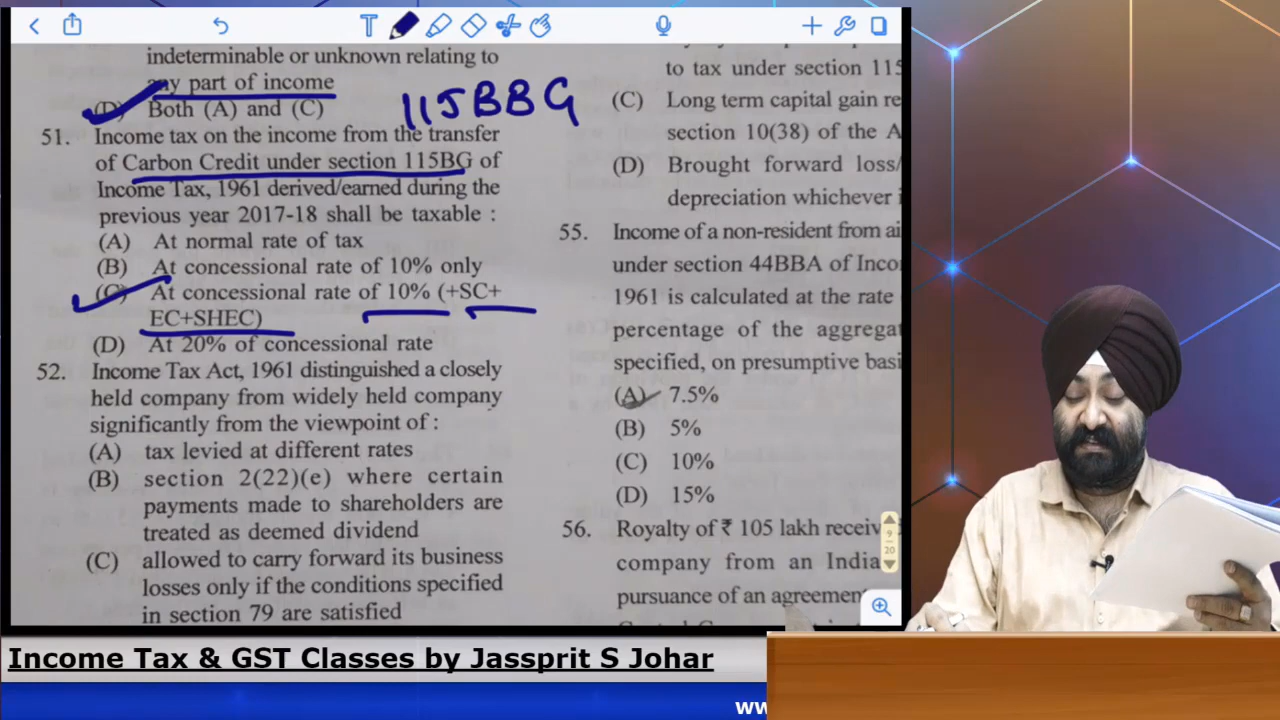 indeterminable or unknown relating to
any part of income
(D) Both (A) and (C)
115BBG
51. Income tax on the income from the transfer
of Carbon Credit under section 115BG of
Income Tax, 1961 derived/earned during the
previous year 2017-18 shall be taxable :
(A) At normal rate of tax
(B) At concessional rate of 10% only
(C) At concessional rate of 10% (+SC+
EC+SHEC)
(D) At 20% of concessional rate
52. Income Tax Act, 1961 distinguished a closely
held company from widely held company
significantly from the viewpoint of :
(A) tax levied at different rates
(B) section 2(22)(e) where certain
payments made to shareholders are
treated as deemed dividend
(C) allowed to carry forward its business
losses only if the conditions specified
in section 79 are satisfied
to tax under section 115
(C) Long term capital gain re
section 10(38) of the A
(D) Brought forward loss/
depreciation whichever i
55. Income of a non-resident from ai
under section 44BBA of Inco
1961 is calculated at the rate
percentage of the aggregat
specified, on presumptive basi
(A) 7.5%
(B) 5%
(C) 10%
(D) 15%
56. Royalty of ₹ 105 lakh receiv
company from an India
pursuance of an agreement
9
20
T
Income Tax & GST Classes by Jassprit S Johar
ww